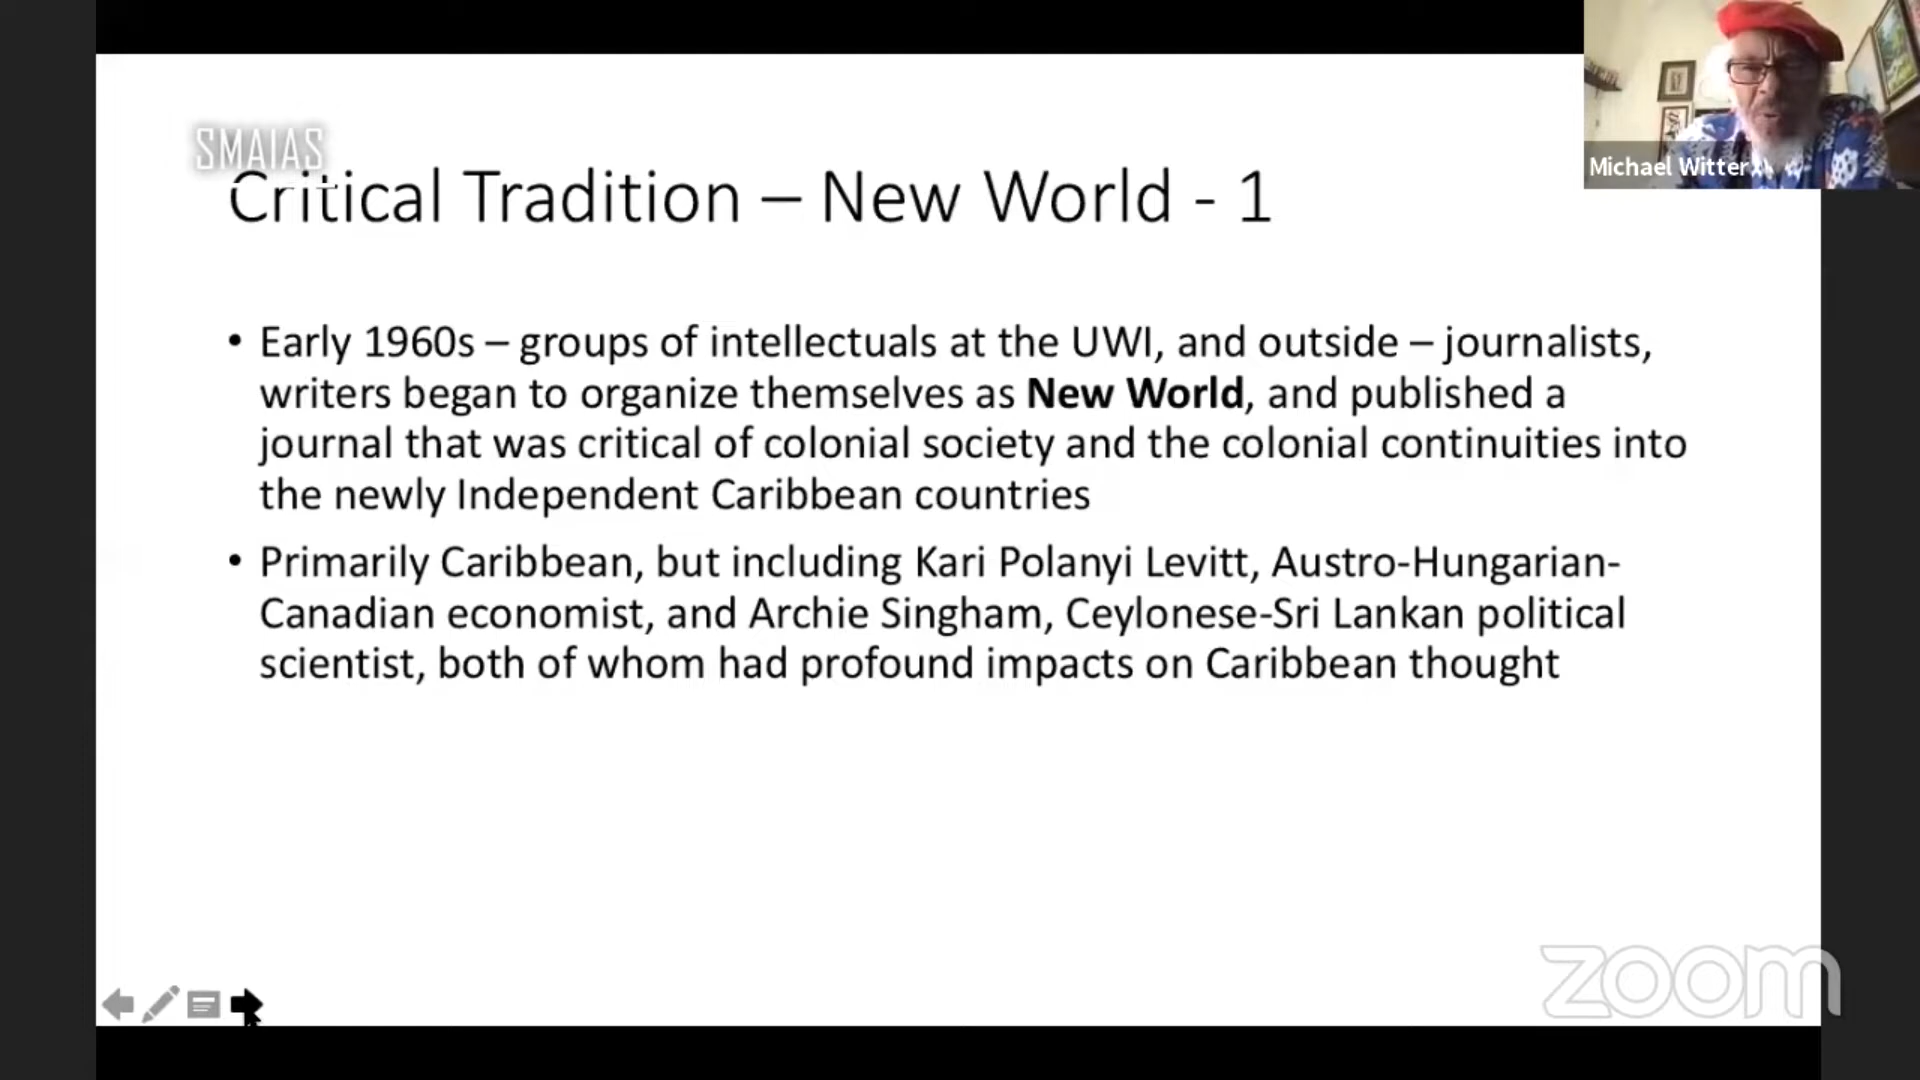 SMAIAS
Michael Witter
Critical Tradition – New World - 1
• Early 1960s – groups of intellectuals at the UWI, and outside – journalists,
writers began to organize themselves as New World, and published a
journal that was critical of colonial society and the colonial continuities into
the newly Independent Caribbean countries
• Primarily Caribbean, but including Kari Polanyi Levitt, Austro-Hungarian-
Canadian economist, and Archie Singham, Ceylonese-Sri Lankan political
scientist, both of whom had profound impacts on Caribbean thought
zoom